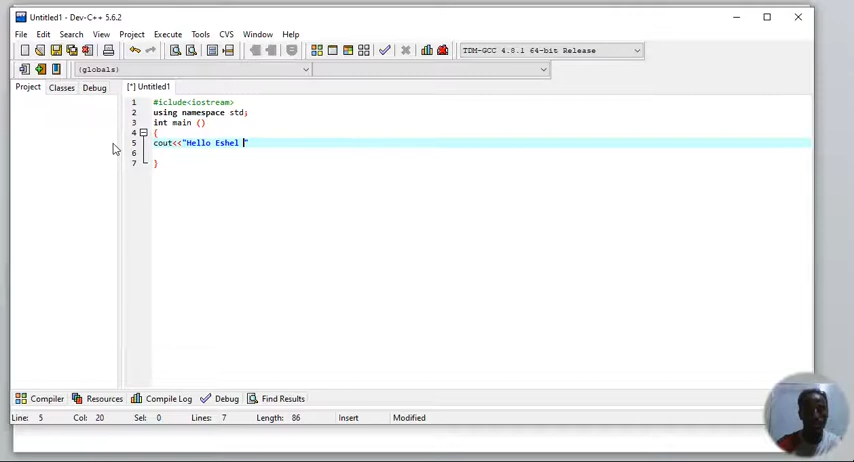 Untitled1 - Dev-C++ 5.6.2
File Edit Search View Project Execute Tools CVS Window Help
TDM-GCC 4.8.1 64-bit Release
(globals)
Project Classes Debug [*] Untitled1
1 #iclude<iostream>
2 using namespace std;
3 int main ()
4 {
5 cout<<"Hello Eshel "
6
7 }
Compiler Resources Compile Log Debug Find Results
Line: 5 Col: 20 Sel: 0 Lines: 7 Length: 86 Insert Modified